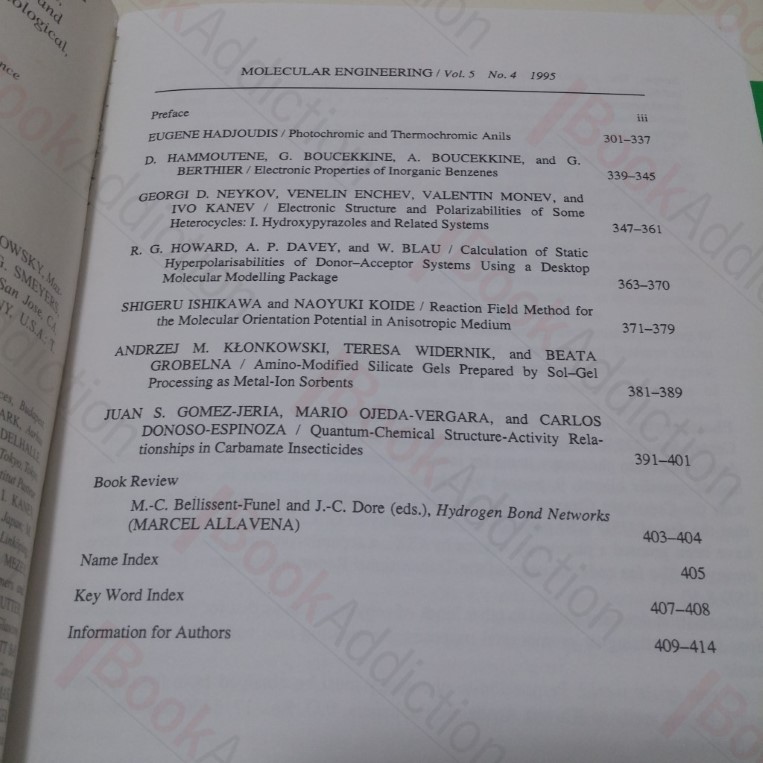 and
ological,
nce
MOLECULAR ENGINEERING / Vol. 5 No. 4 1995
Preface iii
EUGENE HADJOUDIS / Photochromic and Thermochromic Anils 301–337
D. HAMMOUTENE, G. BOUCEKKINE, A. BOUCEKKINE, and G.
BERTHIER / Electronic Properties of Inorganic Benzenes 339–345
GEORGI D. NEYKOV, VENELIN ENCHEV, VALENTIN MONEV, and
IVO KANEV / Electronic Structure and Polarizabilities of Some
Heterocycles: I. Hydroxypyrazoles and Related Systems 347–361
R. G. HOWARD, A. P. DAVEY, and W. BLAU / Calculation of Static
Hyperpolarisabilities of Donor–Acceptor Systems Using a Desktop
Molecular Modelling Package 363–370
SHIGERU ISHIKAWA and NAOYUKI KOIDE / Reaction Field Method for
the Molecular Orientation Potential in Anisotropic Medium 371–379
ANDRZEJ M. KŁONKOWSKI, TERESA WIDERNIK, and BEATA
GROBELNA / Amino-Modified Silicate Gels Prepared by Sol–Gel
Processing as Metal-Ion Sorbents 381–389
JUAN S. GOMEZ-JERIA, MARIO OJEDA-VERGARA, and CARLOS
DONOSO-ESPINOZA / Quantum-Chemical Structure-Activity Rela-
tionships in Carbamate Insecticides 391–401
Book Review
M.-C. Bellissent-Funel and J.-C. Dore (eds.), Hydrogen Bond Networks
(MARCEL ALLAVENA) 403–404
Name Index 405
Key Word Index 407–408
Information for Authors 409–414
BookAddiction